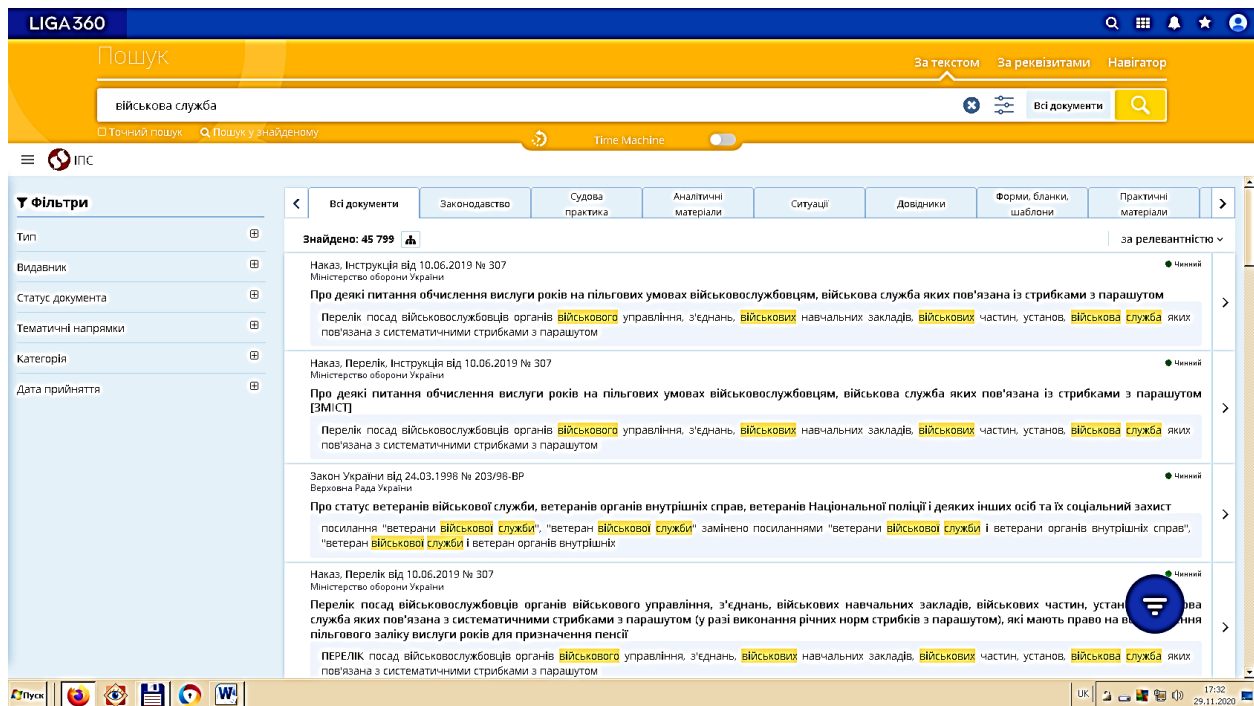 LIGA360
Пошук
За текстом За реквізитами Навігатор
військова служба
Всі документи
Точний пошук Пошук у знайденому
Time Machine
ІПС
Фільтри
Тип
Видавник
Статус документа
Тематичні напрямки
Категорія
Дата прийняття
Всі документи Законодавство Судова практика Аналітичні матеріали Ситуації Довідники Форми, бланки, шаблони Практичні матеріали
Знайдено: 45 799
за релевантністю
Наказ, Інструкція від 10.06.2019 № 307
Чинний
Міністерство оборони України
Про деякі питання обчислення вислуги років на пільгових умовах військовослужбовцям, військова служба яких пов'язана із стрибками з парашутом
Перелік посад військовослужбовців органів військового управління, з'єднань, військових навчальних закладів, військових частин, установ, військова служба яких
пов'язана з систематичними стрибками з парашутом
Наказ, Перелік, Інструкція від 10.06.2019 № 307
Чинний
Міністерство оборони України
Про деякі питання обчислення вислуги років на пільгових умовах військовослужбовцям, військова служба яких пов'язана із стрибками з парашутом
[ЗМІСТ]
Перелік посад військовослужбовців органів військового управління, з'єднань, військових навчальних закладів, військових частин, установ, військова служба яких
пов'язана з систематичними стрибками з парашутом
Закон України від 24.03.1998 № 203/98-ВР
Чинний
Верховна Рада України
Про статус ветеранів військової служби, ветеранів органів внутрішніх справ, ветеранів Національної поліції і деяких інших осіб та їх соціальний захист
посилання "ветерани військової служби", "ветеран військової служби" замінено посиланнями "ветерани військової служби і ветерани органів внутрішніх справ",
"ветеран військової служби і ветеран органів внутрішніх
Наказ, Перелік від 10.06.2019 № 307
Чинний
Міністерство оборони України
Перелік посад військовослужбовців органів військового управління, з'єднань, військових навчальних закладів, військових частин,
служба яких пов'язана з систематичними стрибками з парашутом (у разі виконання річних норм стрибків з парашутом), які мають право на
пільгового заліку вислуги років для призначення пенсії
ПЕРЕЛІК посад військовослужбовців органів військового управління, з'єднань, військових навчальних закладів, військових частин, установ, військова служба яких
пов'язана з систематичними стрибками з парашутом
Пуск
UK
17:32
29.11.2020